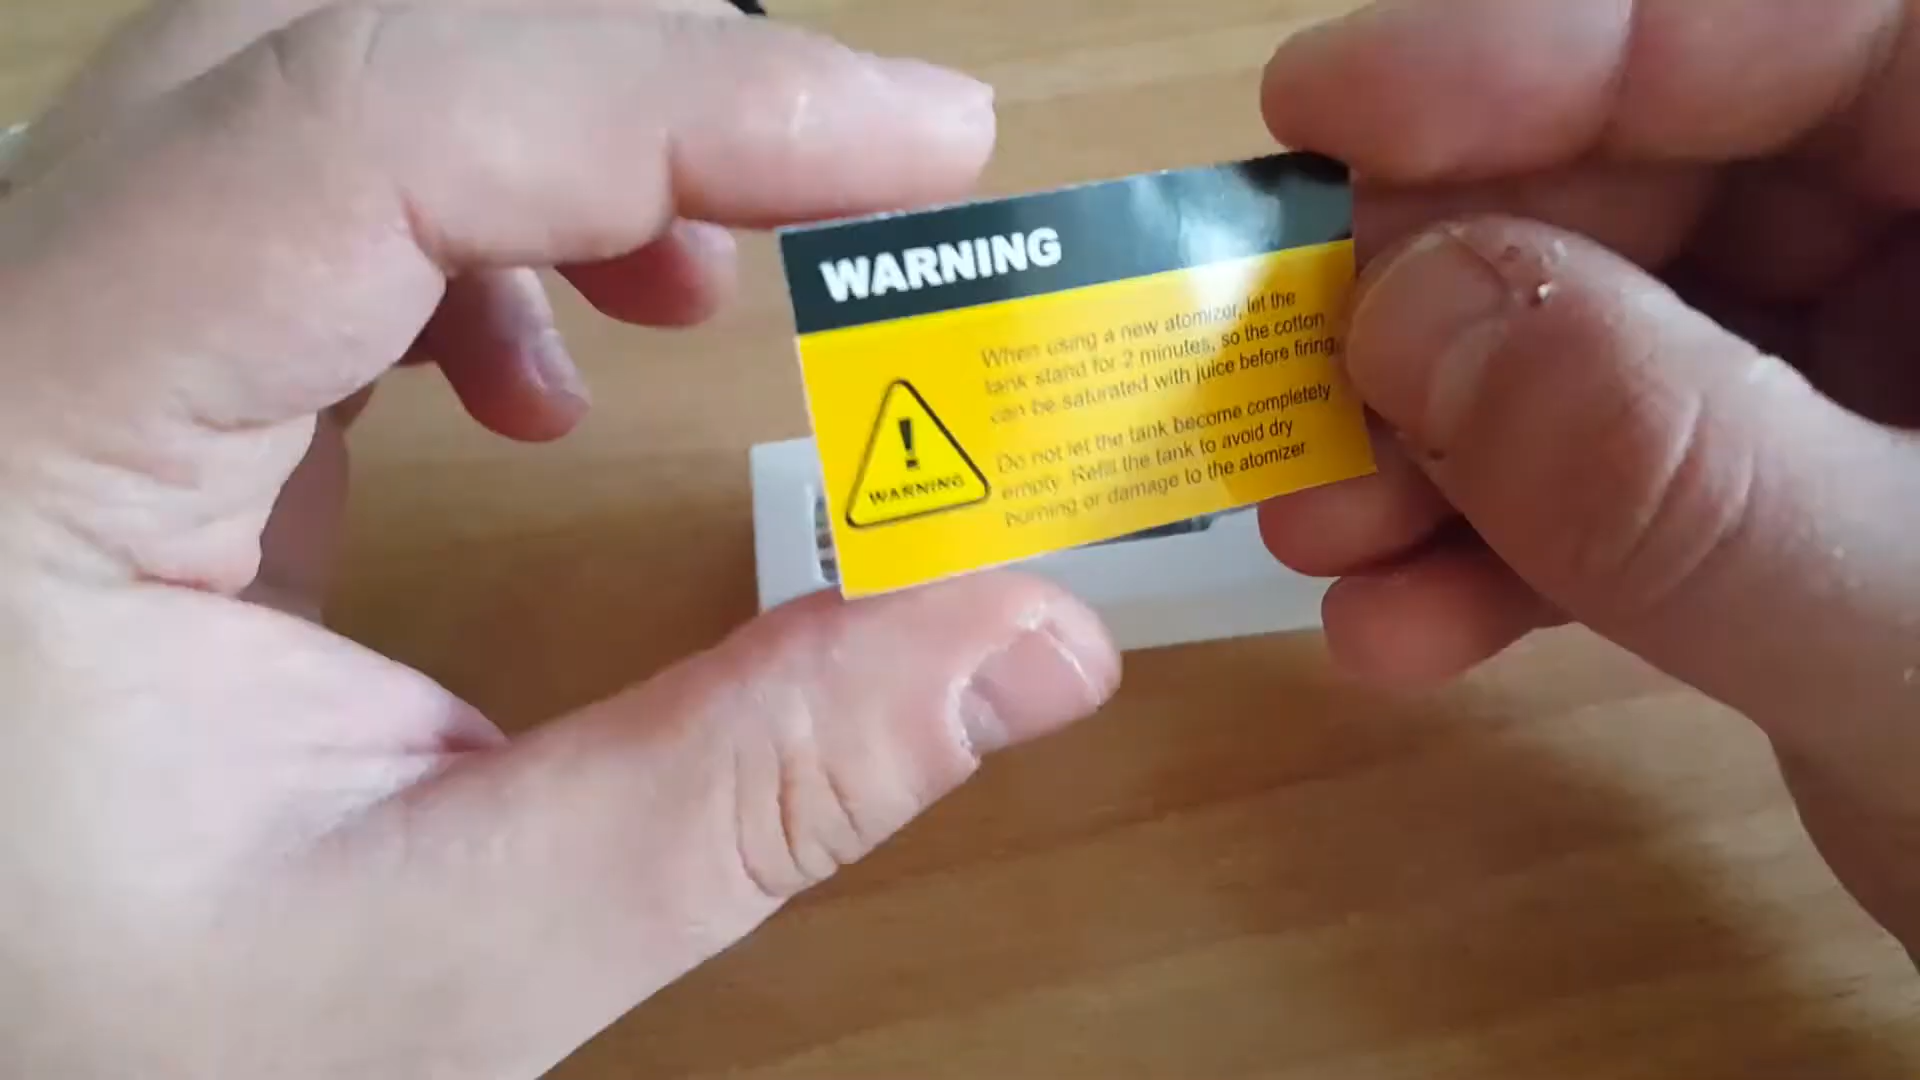 WARNING
When using a new atomizer, let the
tank stand for 2 minutes, so the cotton
can be saturated with juice before firing.
Do not let the tank become completely
empty. Refill the tank to avoid dry
burning or damage to the atomizer.
WARNING